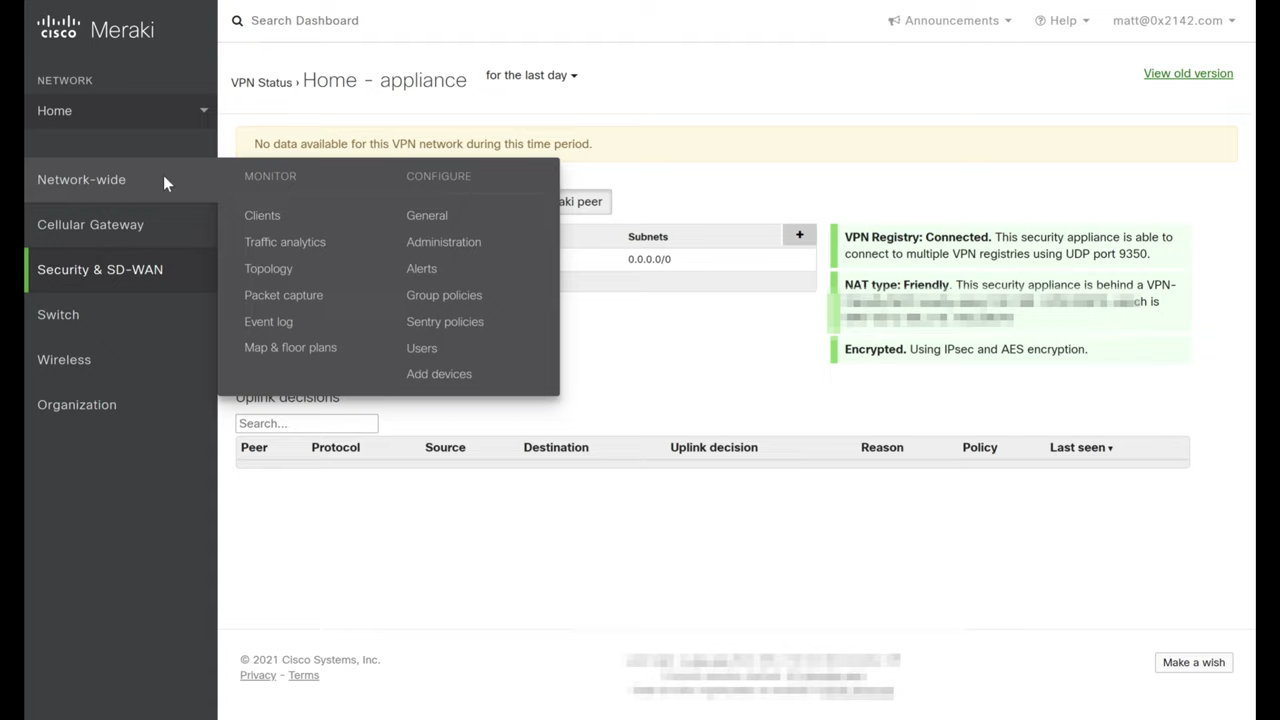 CISCO Meraki
Search Dashboard
Announcements
Help
matt@0x2142.com
NETWORK
Home
Network-wide
Cellular Gateway
Security & SD-WAN
Switch
Wireless
Organization
VPN Status › Home - appliance
for the last day
View old version
No data available for this VPN network during this time period.
MONITOR
Clients
Traffic analytics
Topology
Packet capture
Event log
Map & floor plans
CONFIGURE
General
Administration
Alerts
Group policies
Sentry policies
Users
Add devices
peer
Subnets
+
0.0.0.0/0
VPN Registry: Connected. This security appliance is able to
connect to multiple VPN registries using UDP port 9350.
NAT type: Friendly. This security appliance is behind a VPN-
is
Encrypted. Using IPsec and AES encryption.
Uplink decisions
Search...
Peer Protocol Source Destination Uplink decision Reason Policy Last seen
© 2021 Cisco Systems, Inc.
Privacy - Terms
Make a wish